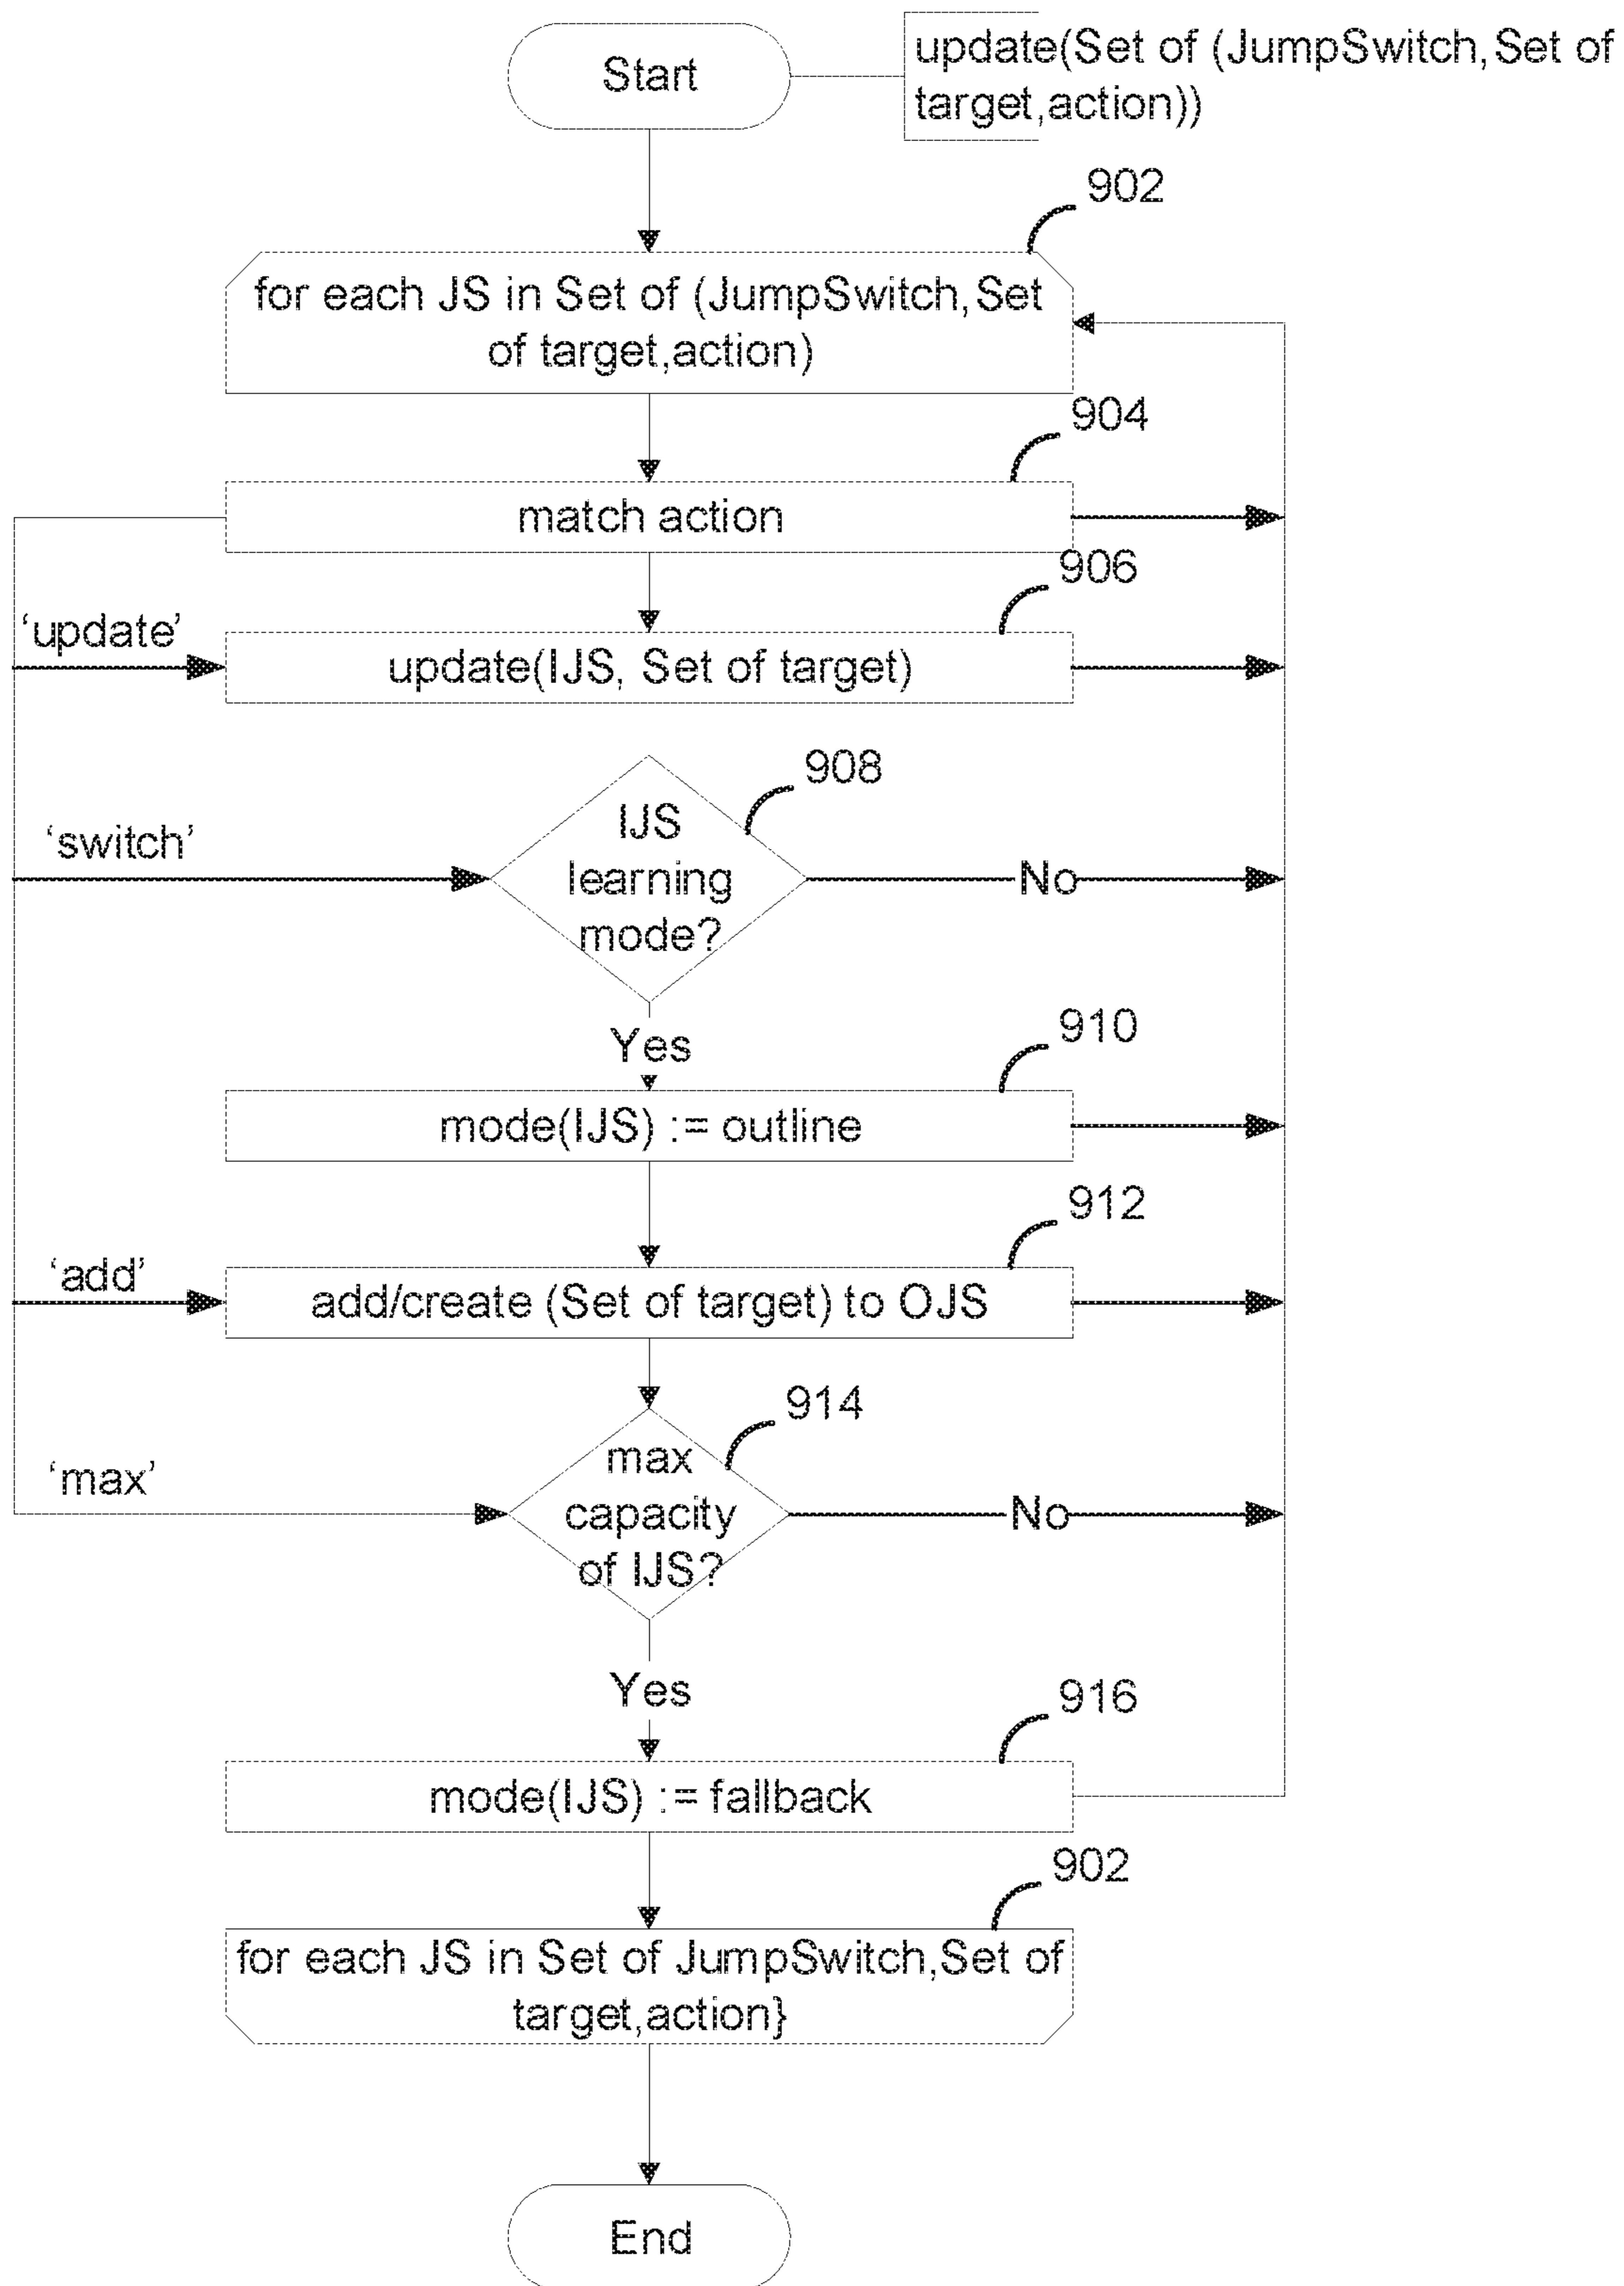 Start
update(Set of (JumpSwitch,Set of
target,action))
902
for each JS in Set of (JumpSwitch,Set
of target,action)
904
match action
906
'update'
update(IJS, Set of target)
908
IJS
learning
mode?
'switch'
No
Yes
910
mode(IJS) := outline
912
'add'
add/create (Set of target) to OJS
914
max
capacity
of IJS?
'max'
No
Yes
916
mode(IJS) := fallback
902
for each JS in Set of JumpSwitch,Set of
target,action}
End